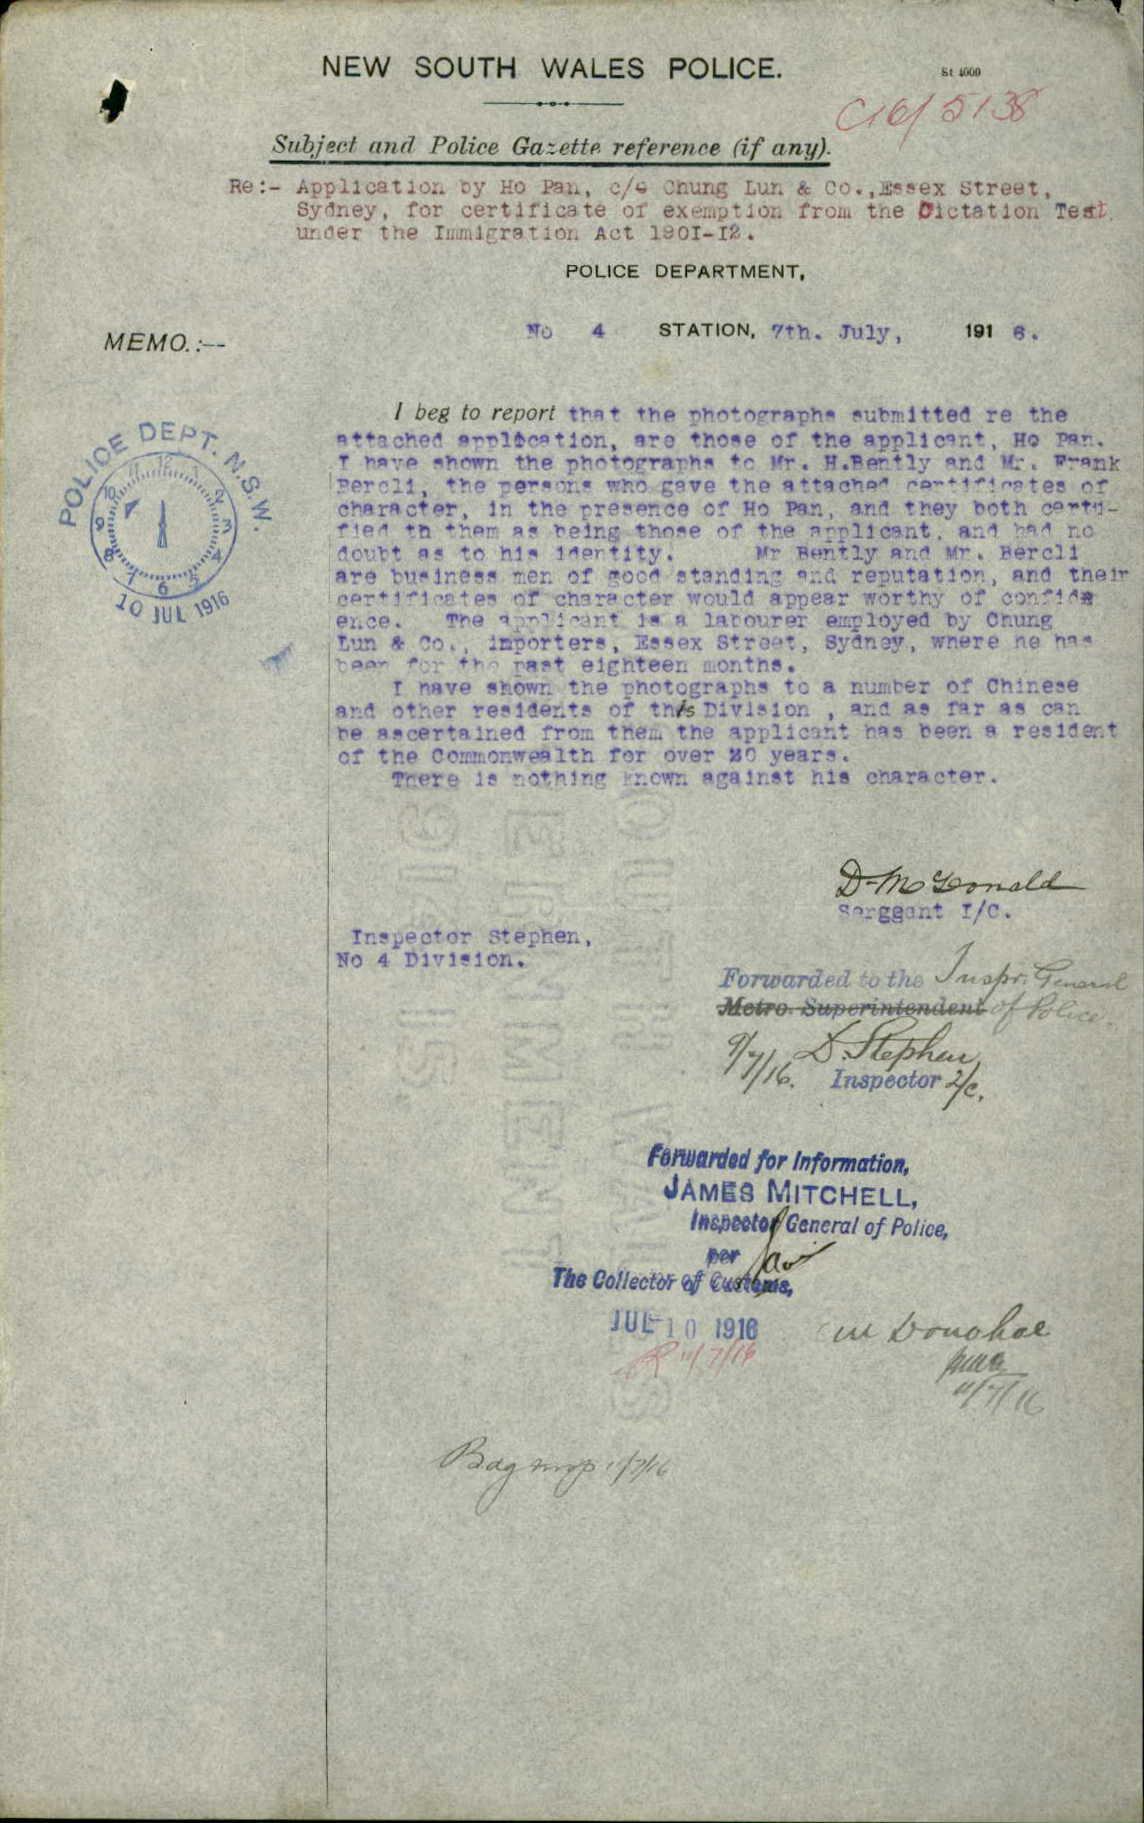 NEW SOUTH WALES POLICE.
St 4000
C16/5138
Subject and Police Gazette reference (if any).
Re:- Application by Ho Pan, c/o Chung Lun & Co.,Essex Street,
Sydney, for certificate of exemption from the Dictation Test
under the Immigration Act 1901-12.
POLICE DEPARTMENT,
No 4 STATION, 7th. July, 1916.
MEMO.:--
POLICE DEPT. N.S.W.
10 JUL 1916
I beg to report that the photographs submitted re the
attached application, are those of the applicant, Ho Pan.
I have shown the photographs to Mr. H.Bently and Mr. Frank
Bercli, the persons who gave the attached certificates of
character, in the presence of Ho Pan, and they both certi-
fied to them as being those of the applicant, and had no
doubt as to his identity. Mr Bently and Mr. Bercli
are business men of good standing and reputation, and their
certificates of character would appear worthy of confid
ence. The applicant is a labourer employed by Chung
Lun & Co., importers, Essex Street, Sydney, where he has
been for the past eighteen months.
I have shown the photographs to a number of Chinese
and other residents of this Division , and as far as can
be ascertained from them the applicant has been a resident
of the Commonwealth for over 20 years.
There is nothing known against his character.
D. McDonald
Sergeant I/C.
Inspector Stephen,
No 4 Division.
Forwarded to the Inspr. General
Metro. Superintendent of Police.
9/7/16. D. Stephen
Inspector I/C.
Forwarded for Information,
JAMES MITCHELL,
Inspector General of Police,
per
The Collector of Customs,
JUL 10 1916
Donohoe
11/7/16
11/7/16
Bag 11/7/16